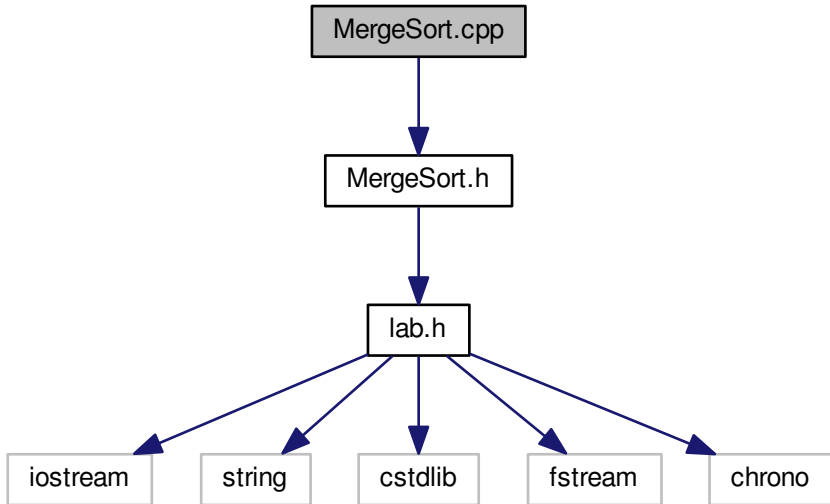 MergeSort.cpp
MergeSort.h
lab.h
iostream
string
cstdlib
fstream
chrono